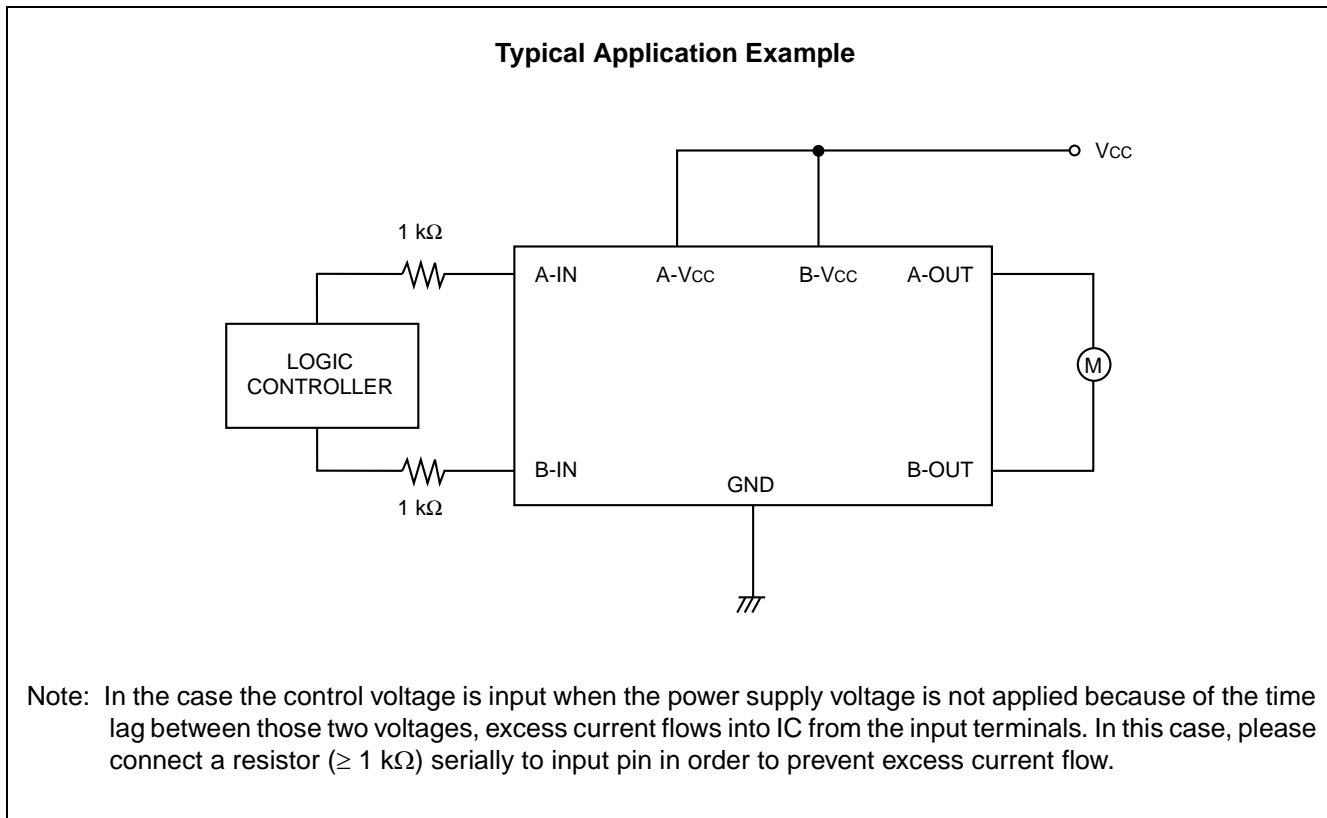 Typical Application Example
VCC
1 kΩ
A-IN
A-VCC
B-VCC
A-OUT
LOGIC
CONTROLLER
M
B-IN
GND
B-OUT
1 kΩ
Note: In the case the control voltage is input when the power supply voltage is not applied because of the time
lag between those two voltages, excess current flows into IC from the input terminals. In this case, please
connect a resistor (≥ 1 kΩ) serially to input pin in order to prevent excess current flow.